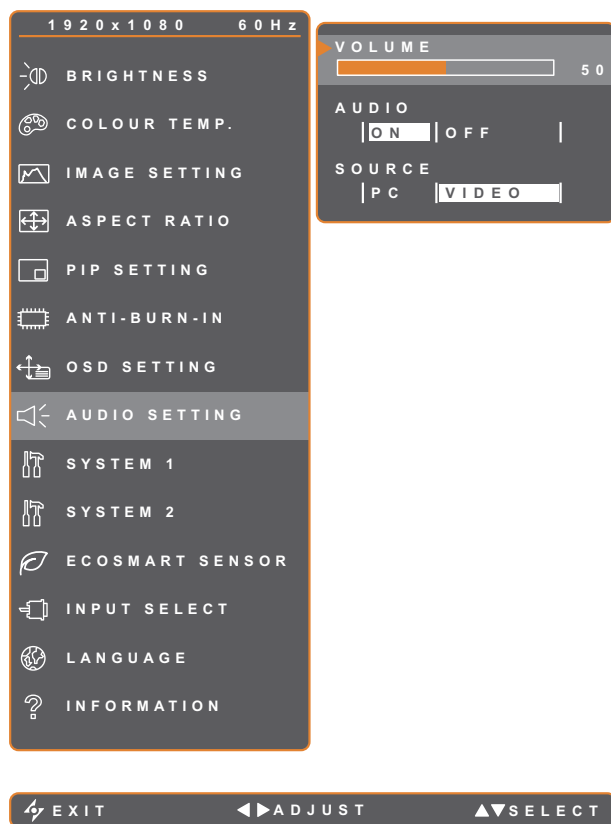 1920x1080 60Hz
BRIGHTNESS
COLOUR TEMP.
IMAGE SETTING
ASPECT RATIO
PIP SETTING
ANTI-BURN-IN
OSD SETTING
AUDIO SETTING
SYSTEM 1
SYSTEM 2
ECOSMART SENSOR
INPUT SELECT
LANGUAGE
INFORMATION
VOLUME
50
AUDIO
ON OFF
SOURCE
PC VIDEO
EXIT ADJUST SELECT